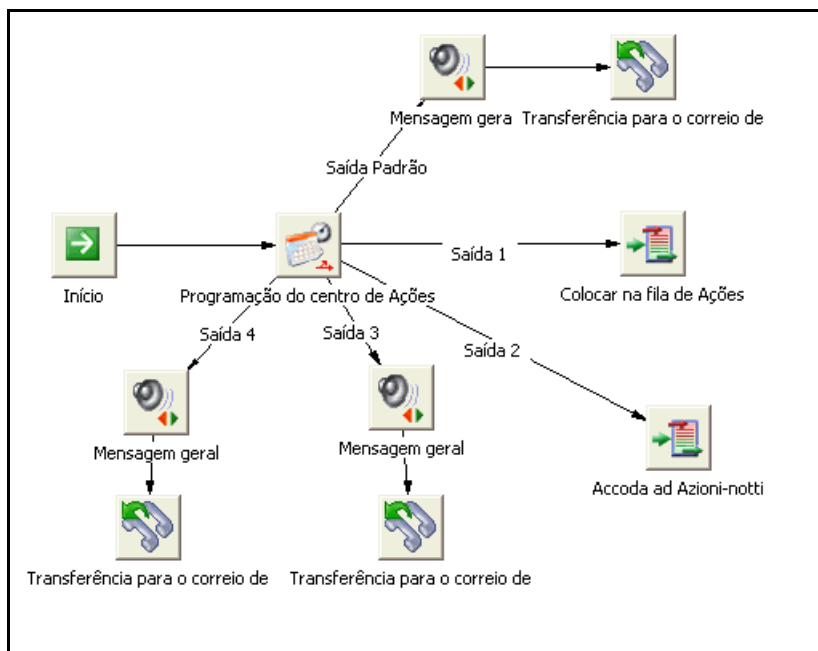 Mensagem gera
Transferência para o correio de
Saída Padrão
Saída 1
Início
Programação do centro de Ações
Colocar na fila de Ações
Saída 4
Saída 3
Saída 2
Mensagem geral
Mensagem geral
Accoda ad Azioni-notti
Transferência para o correio de
Transferência para o correio de